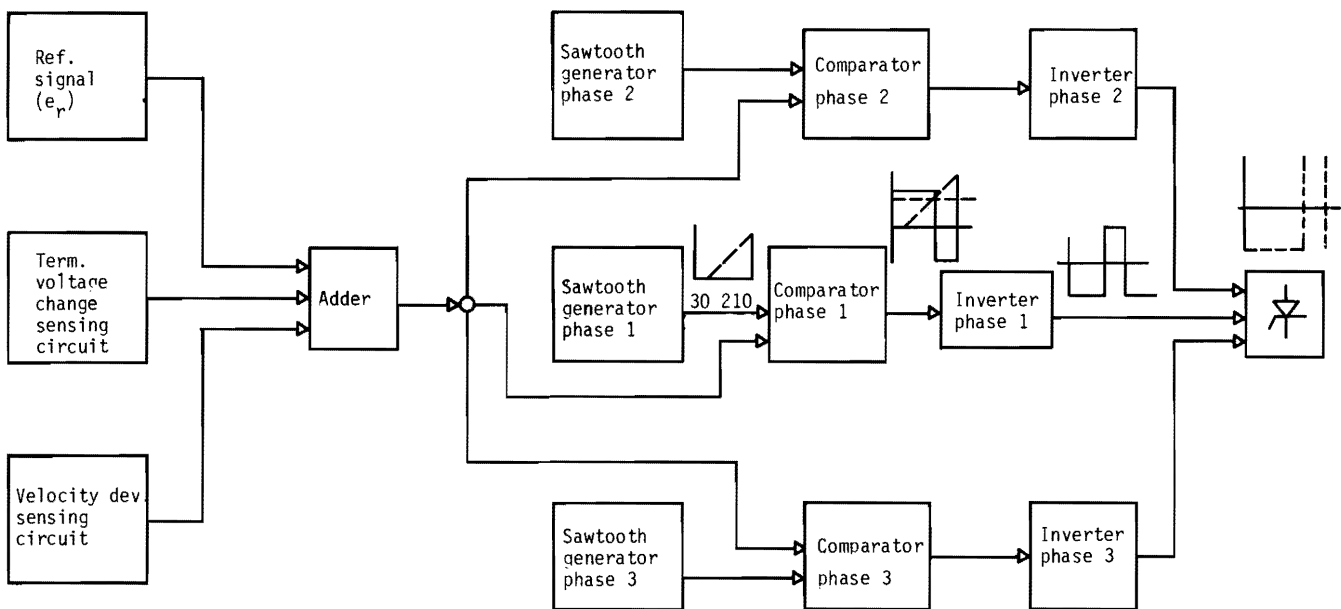 Ref.
signal
(e_r)
Term.
voltage
change
sensing
circuit
Velocity dev.
sensing
circuit
Adder
Sawtooth
generator
phase 2
Comparator
phase 2
Inverter
phase 2
Sawtooth
generator
phase 1
30 210
Comparator
phase 1
Inverter
phase 1
Sawtooth
generator
phase 3
Comparator
phase 3
Inverter
phase 3